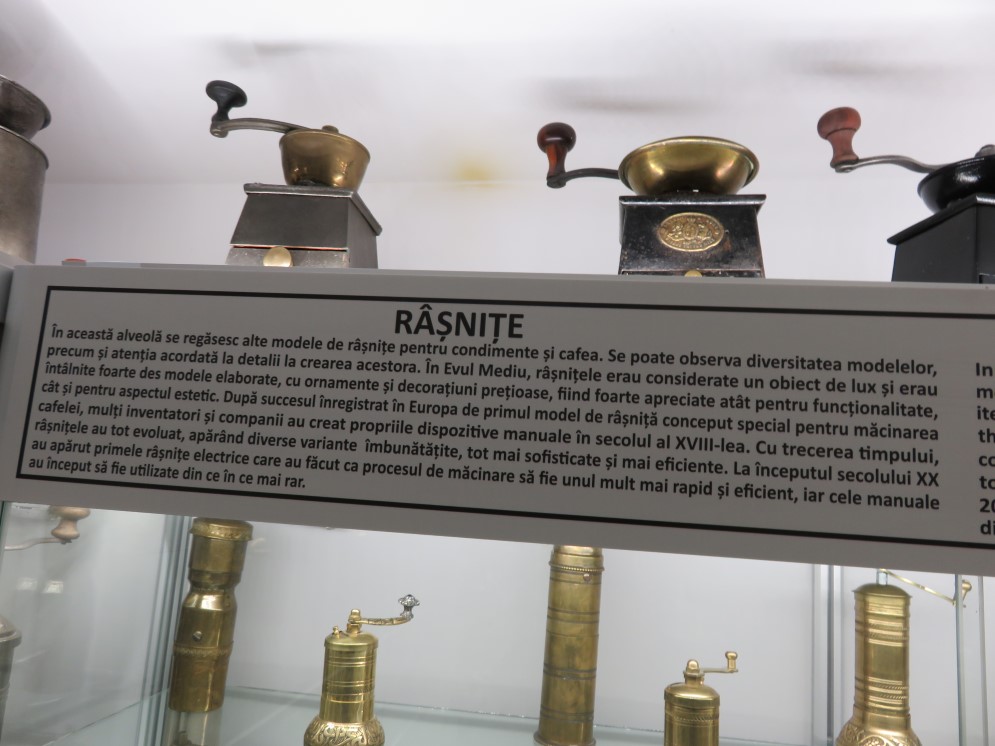 RÂȘNIȚE
În această alveolă se regăsesc alte modele de râșnițe pentru condimente și cafea. Se poate observa diversitatea modelelor,
precum și atenția acordată la detalii la crearea acestora. În Evul Mediu, râșnițele erau considerate un obiect de lux și erau
întâlnite foarte des modele elaborate, cu ornamente și decorațiuni prețioase, fiind foarte apreciate atât pentru funcționalitate,
cât și pentru aspectul estetic. După succesul înregistrat în Europa de primul model de râșniță conceput special pentru măcinarea
cafelei, mulți inventatori și companii au creat propriile dispozitive manuale în secolul al XVIII-lea. Cu trecerea timpului,
râșnițele au tot evoluat, apărând diverse variante îmbunătățite, tot mai sofisticate și mai eficiente. La începutul secolului XX
au apărut primele râșnițe electrice care au făcut ca procesul de măcinare să fie unul mult mai rapid și eficient, iar cele manuale
au început să fie utilizate din ce în ce mai rar.
In
m
ite
th
co
to
20
di